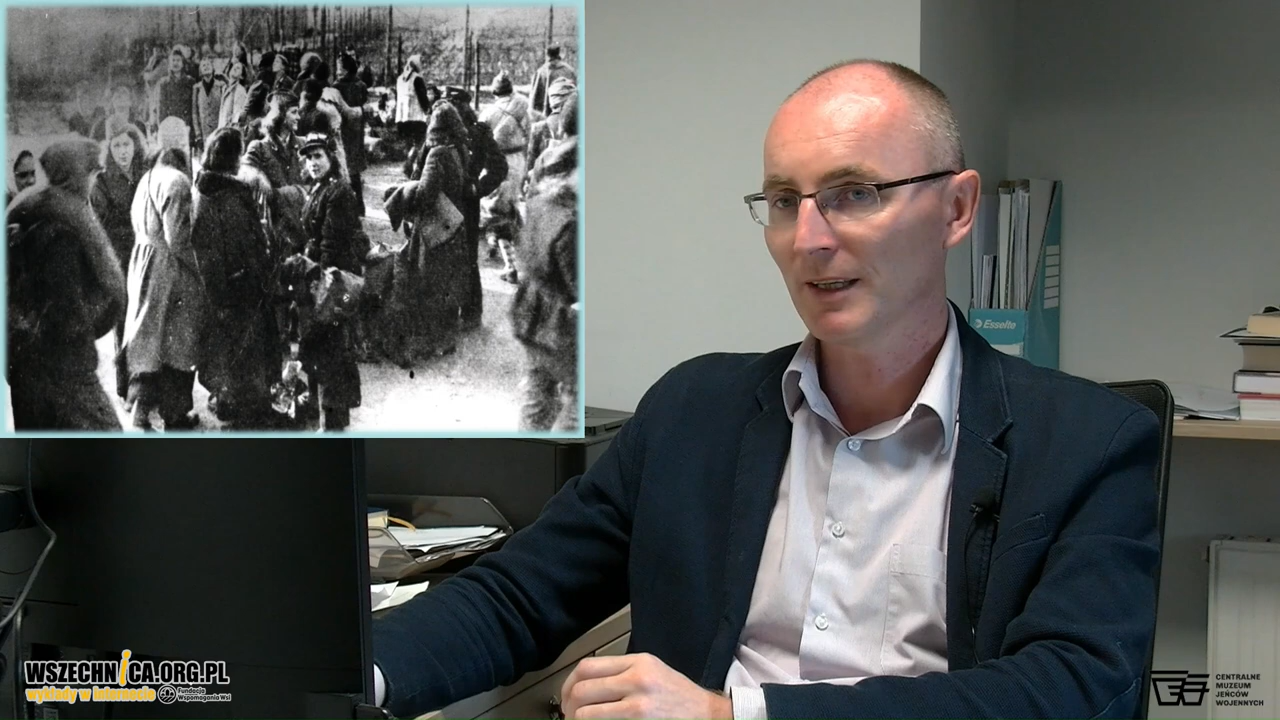 Esselte
WSZECHNICA.ORG.PL
wykłady w internecie
Fundacja
Wspomagania Wsi
CENTRALNE
MUZEUM
JEŃCÓW
WOJENNYCH